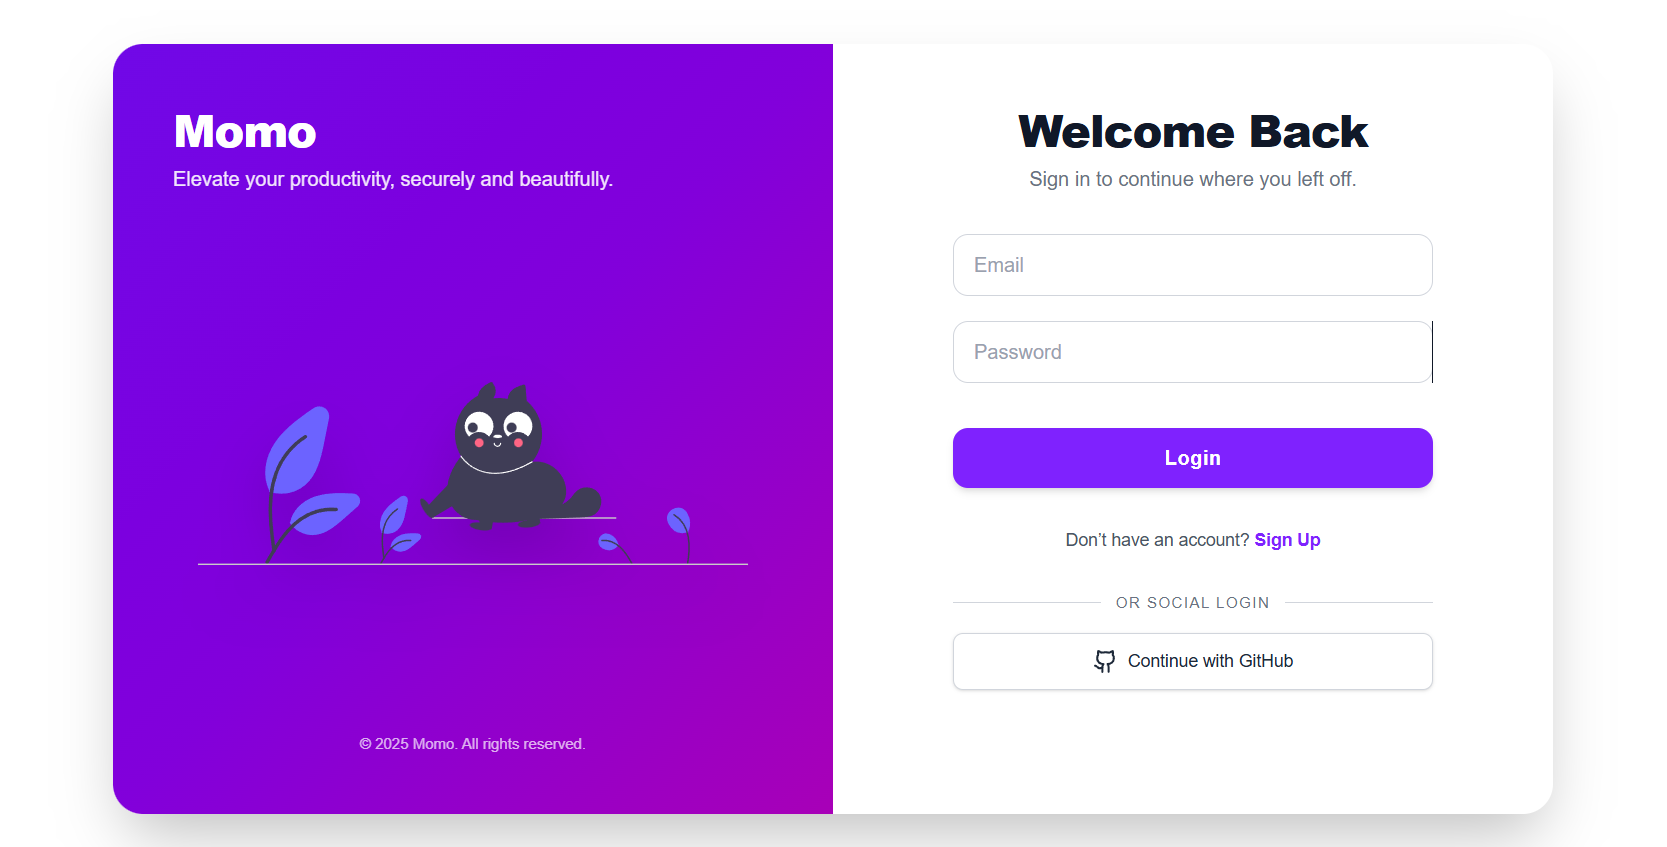 Momo
Elevate your productivity, securely and beautifully.
© 2025 Momo. All rights reserved.
Welcome Back
Sign in to continue where you left off.
Email
Password
Login
Don’t have an account? Sign Up
OR SOCIAL LOGIN
Continue with GitHub